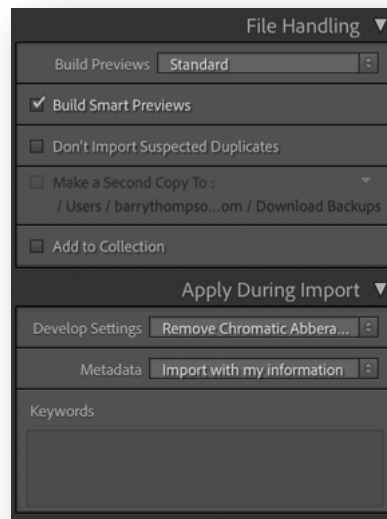 File Handling
Build Previews Standard
Build Smart Previews
Don't Import Suspected Duplicates
Make a Second Copy To :
/ Users / barrythompso...om / Download Backups
Add to Collection
Apply During Import
Develop Settings Remove Chromatic Abbera...
Metadata Import with my information
Keywords